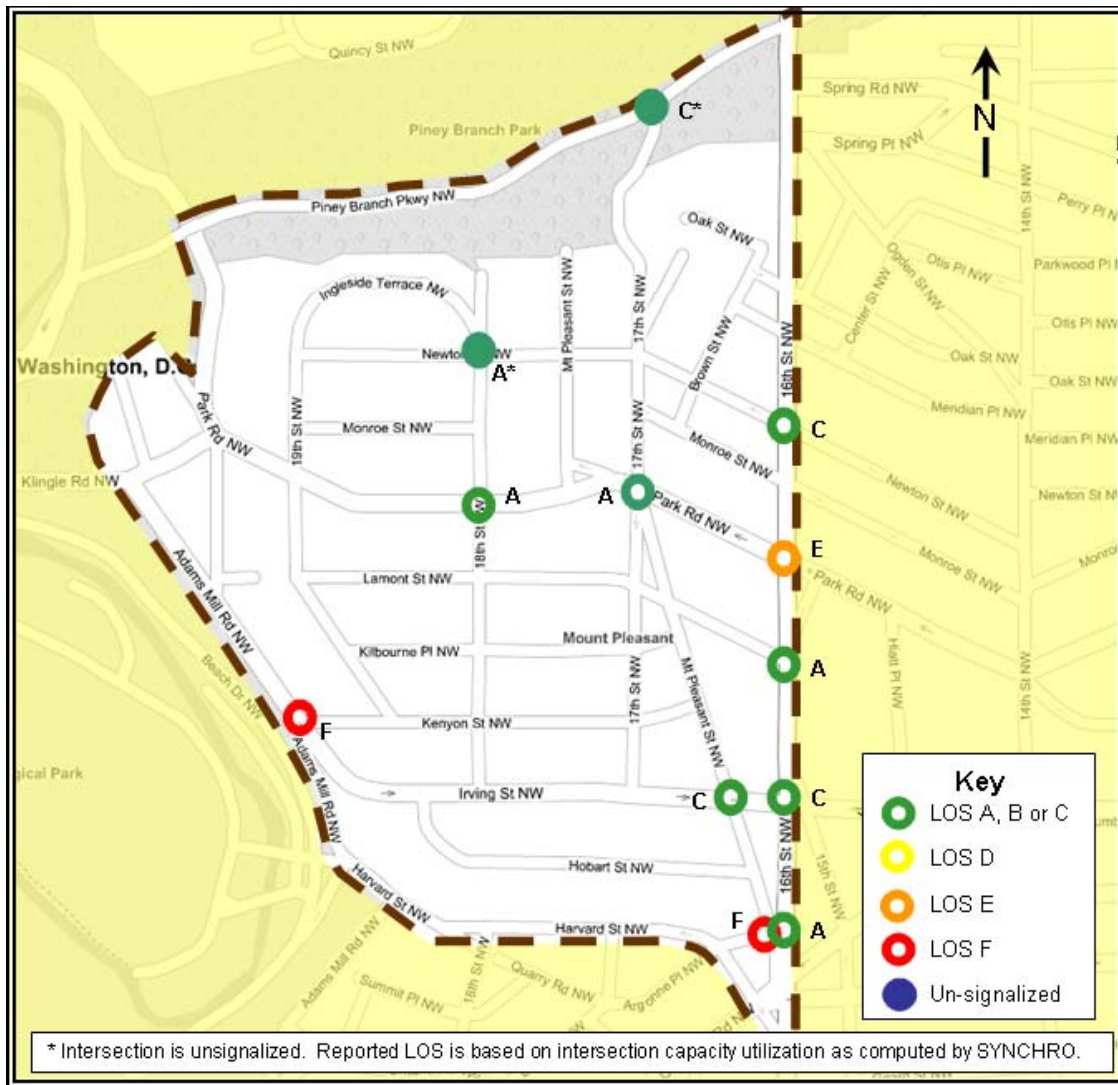 Quincy St NW
Spring Rd NW
N
C*
Piney Branch Park
Spring Pl NW
14th St NW
Perry Pl N
Piney Branch Pkwy NW
Oak St NW
Otis Pl NW
Ogden St NW
Parkwood Pl N
Center St NW
Ingleside Terrace NW
Mt Pleasant St NW
17th St NW
16th St NW
Otis Pl NW
Brown St NW
Newton
NW
Oak St NW
Oak St NW
Washington, D.C.
A*
Park Rd NW
19th St NW
Monroe St NW
17th St NW
Meridian Pl NW
Meridian Pl NW
C
Monroe St NW
Klingle Rd NW
Newton St NW
Newton St NW
A
A
Park Rd NW
18th St NW
Monroe St NW
Monroe
E
Adams Mill Rd NW
Lamont St NW
Park Rd NW
Mount Pleasant
Kilbourne Pl NW
Hiatt Pl NW
14th St NW
A
Beach Dr NW
17th St NW
Mt Pleasant St NW
F
Kenyon St NW
Adams Mill Rd NW
gical Park
Irving St NW
C
C
Hobart St NW
16th St NW
15th St NW
Harvard St NW
Harvard St NW
F
A
Adams Mill Rd NW
18th St NW
Quarry Rd NW
Summit Pl NW
Argonne Pl NW
Key
LOS A, B or C
LOS D
LOS E
LOS F
Un-signalized
* Intersection is unsignalized. Reported LOS is based on intersection capacity utilization as computed by SYNCHRO.